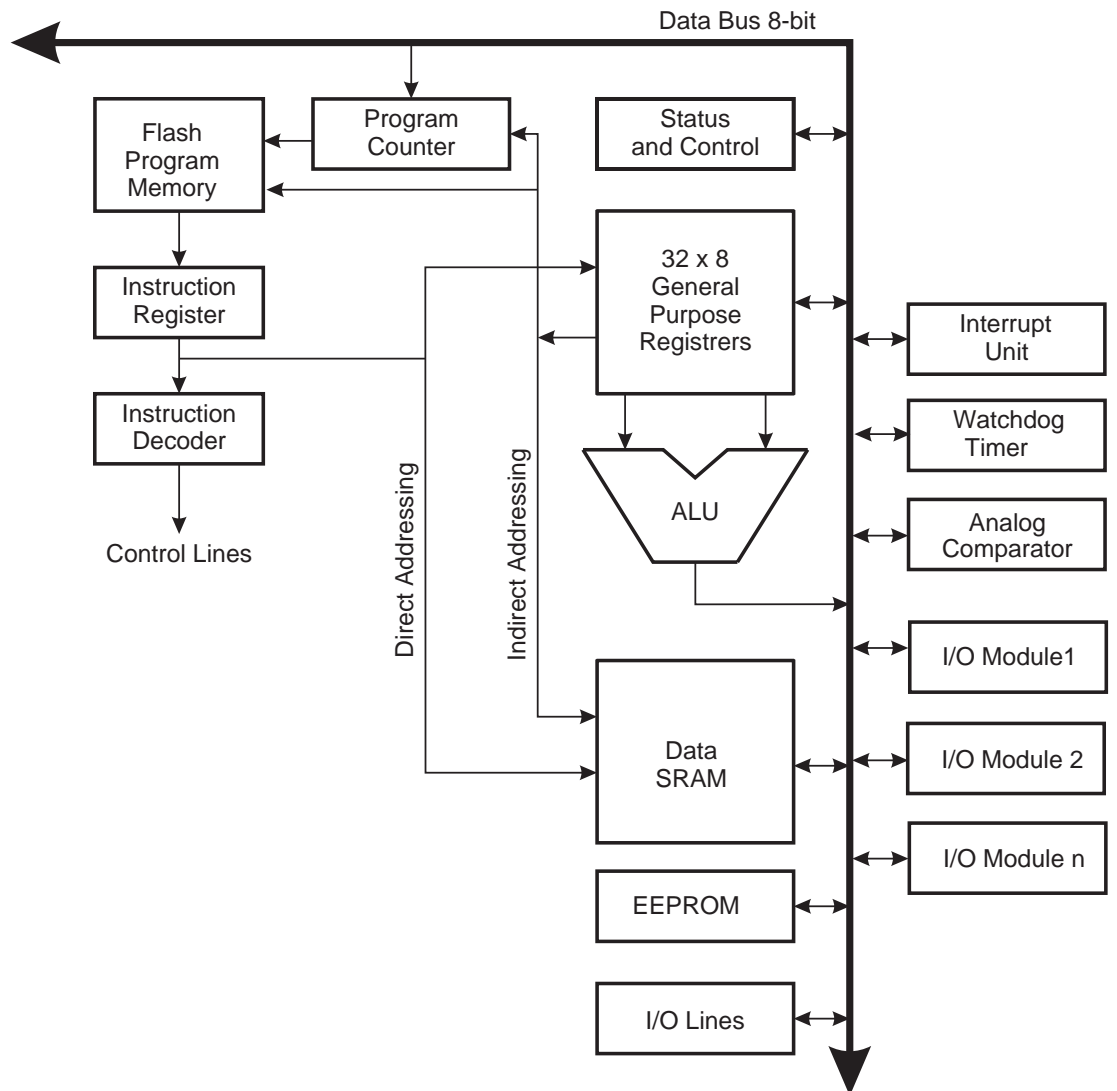 Data Bus 8-bit
Flash
Program
Memory
Program
Counter
Status
and Control
Instruction
Register
32 x 8
General
Purpose
Registrers
Interrupt
Unit
Instruction
Decoder
Watchdog
Timer
Control Lines
Direct Addressing
Indirect Addressing
ALU
Analog
Comparator
I/O Module1
Data
SRAM
I/O Module 2
I/O Module n
EEPROM
I/O Lines